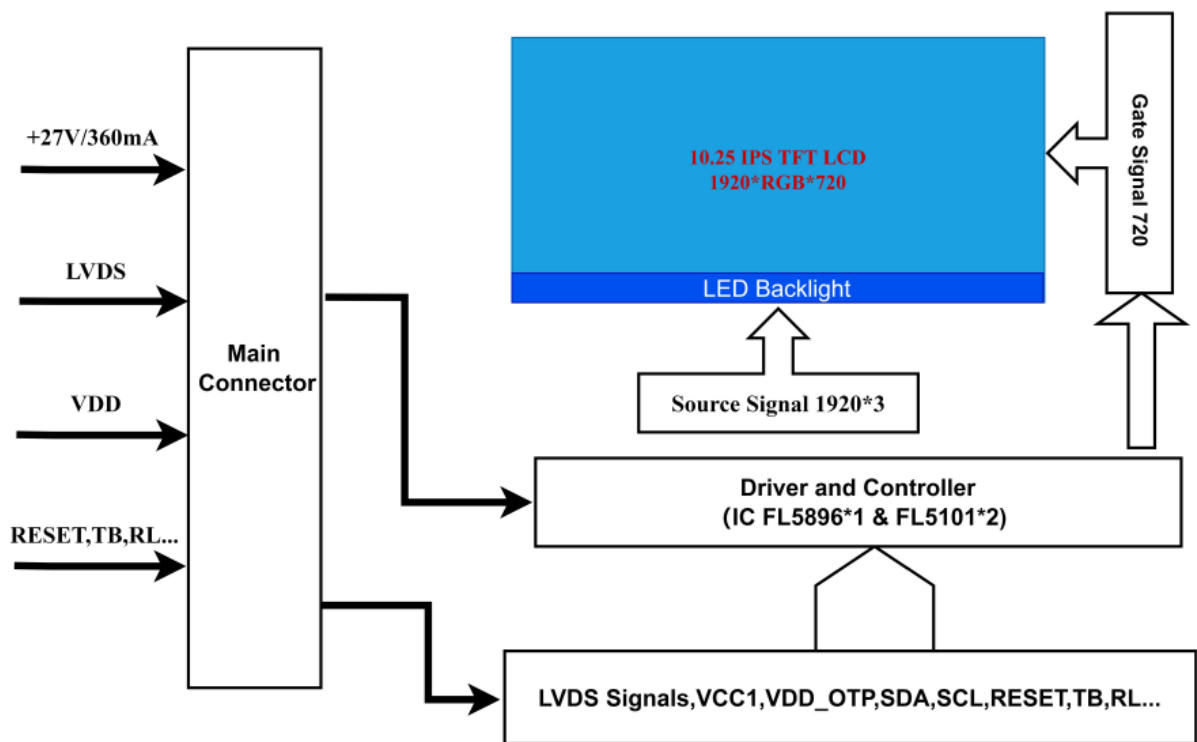 +27V/360mA
LVDS
VDD
RESET,TB,RL...
Main
Connector
10.25 IPS TFT LCD
1920*RGB*720
LED Backlight
Gate Signal 720
Source Signal 1920*3
Driver and Controller
(IC FL5896*1 & FL5101*2)
LVDS Signals,VCC1,VDD_OTP,SDA,SCL,RESET,TB,RL...